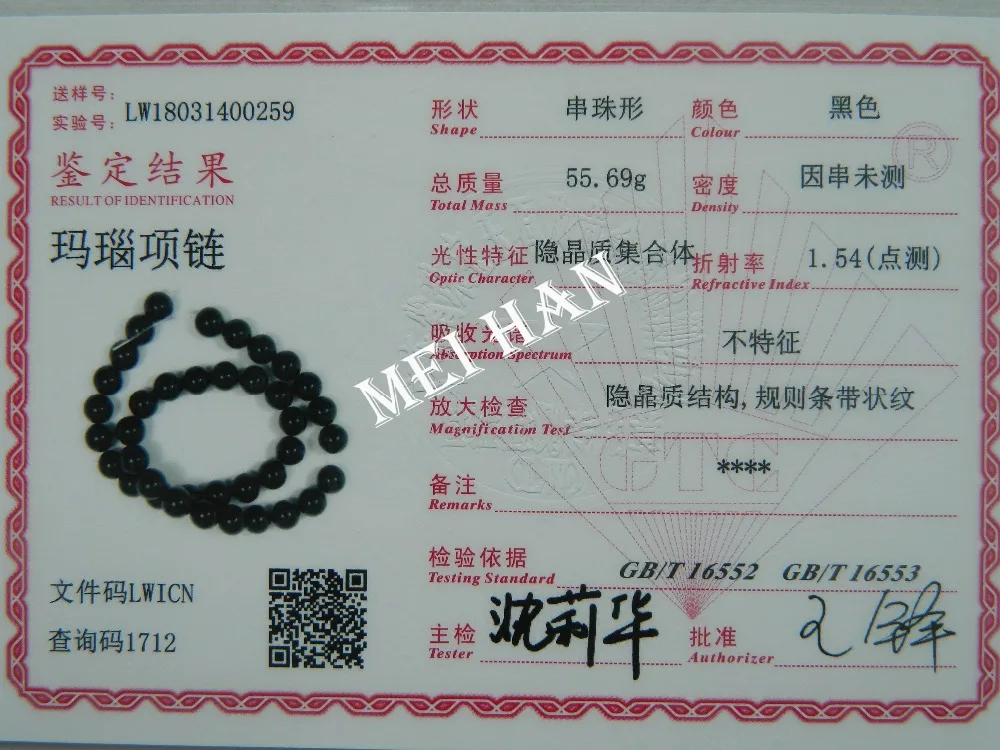 送样号:
实验号: LW18031400259
鉴定结果
RESULT OF IDENTIFICATION
玛瑙项链
文件码LWICN
查询码1712
形状 串珠形 颜色 黑色
Shape Colour
总质量 55.69g 密度 因串未测
Total Mass Density
光性特征 隐晶质集合体 折射率 1.54(点测)
Optic Character Refractive Index
吸收光谱 不特征
Absorption Spectrum
放大检查 隐晶质结构,规则条带状纹
Magnification Test
备注 ****
Remarks
检验依据 GB/T 16552 GB/T 16553
Testing Standard
主检 沈莉华 批准
Tester Authorizer
MEI HAN
GTC
®